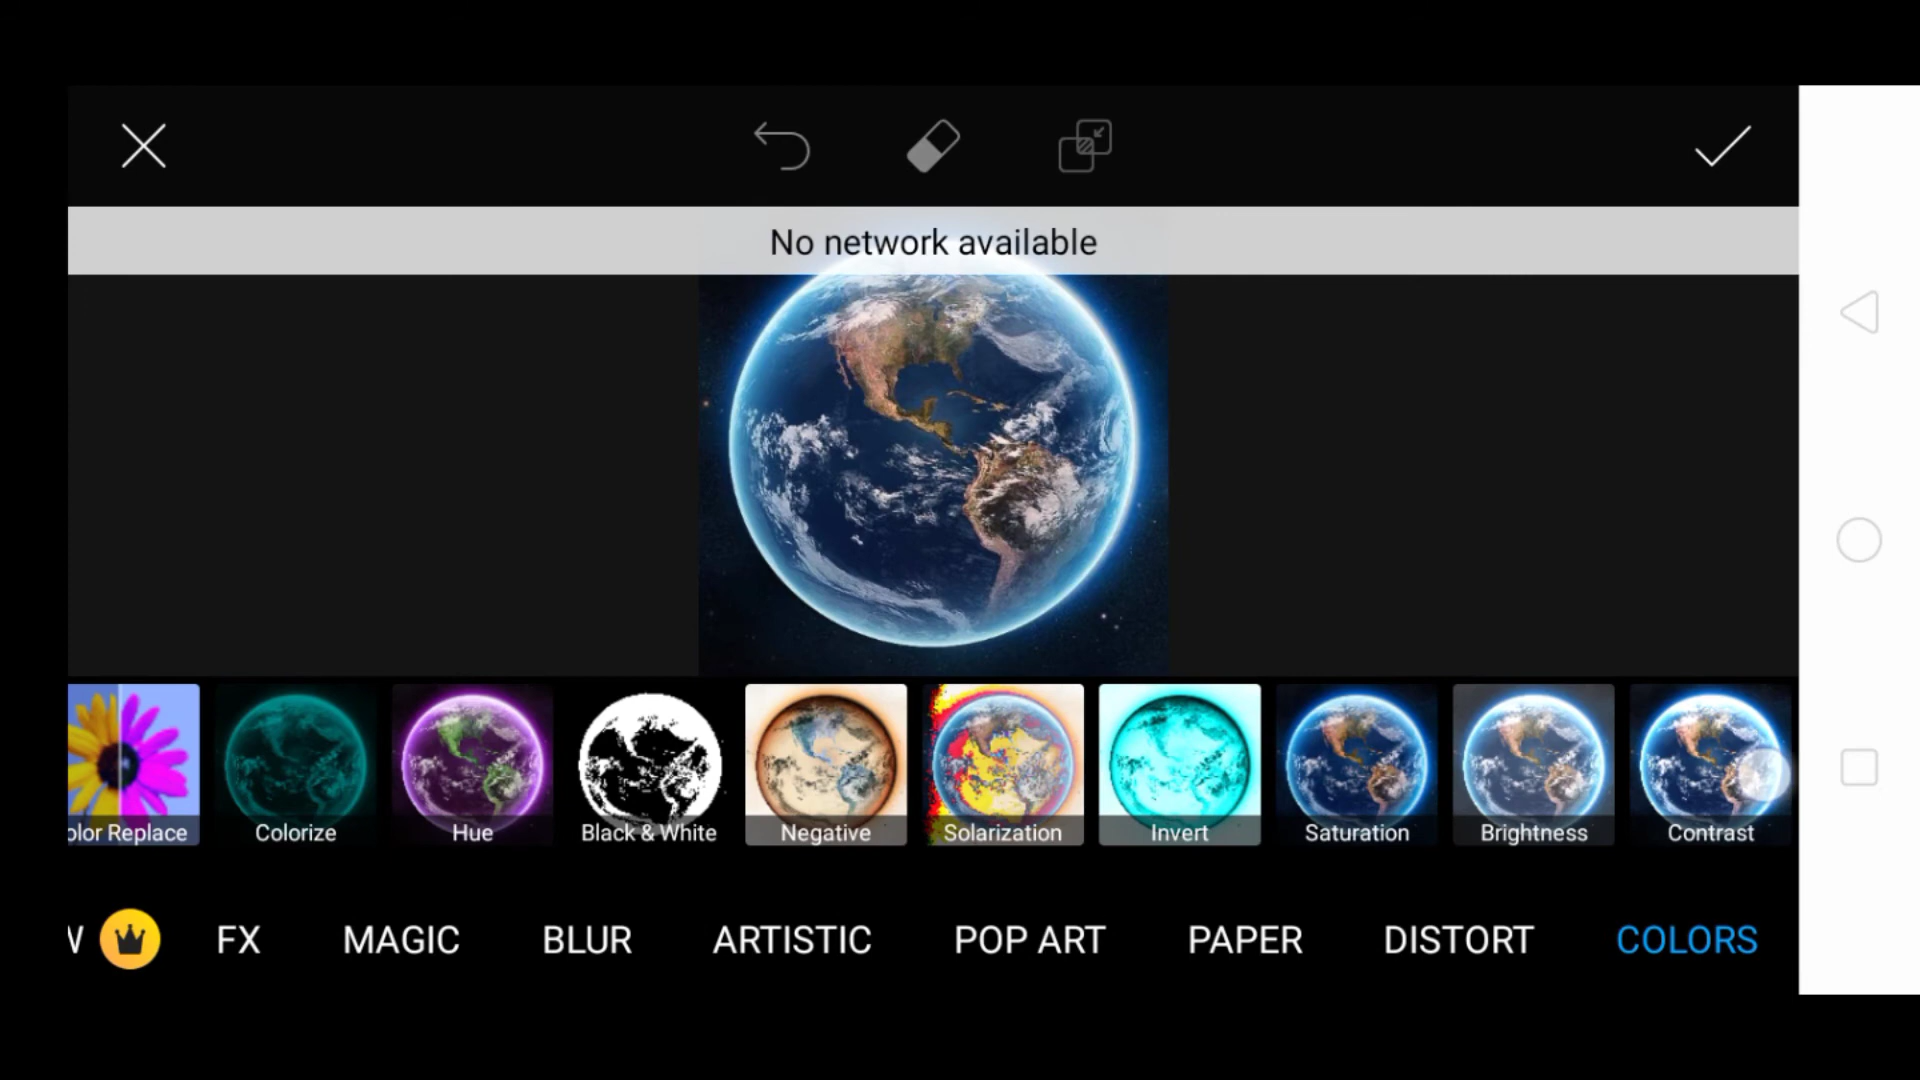 No network available
olor Replace
Colorize
Hue
Black & White
Negative
Solarization
Invert
Saturation
Brightness
Contrast
W
FX
MAGIC
BLUR
ARTISTIC
POP ART
PAPER
DISTORT
COLORS